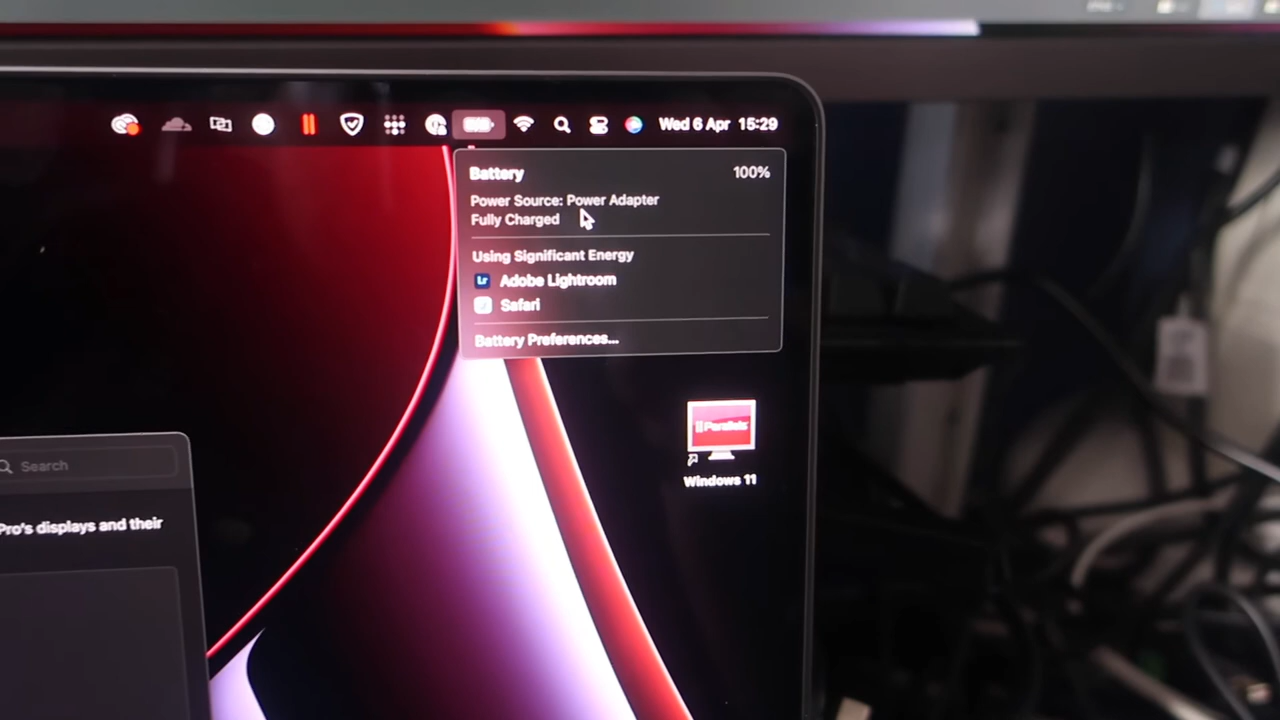 Wed 6 Apr 15:29
Battery 100%
Power Source: Power Adapter
Fully Charged
Using Significant Energy
Lr Adobe Lightroom
Safari
Battery Preferences...
Parallels
Windows 11
Search
Pro's displays and their